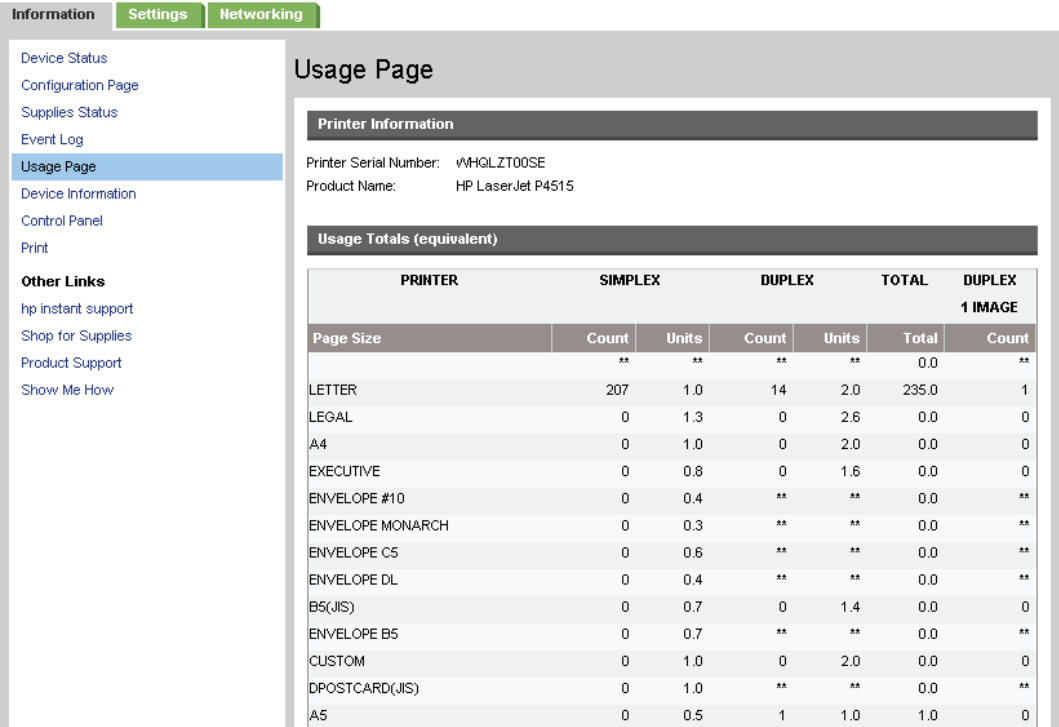 Information Settings Networking
Device Status
Configuration Page
Supplies Status
Event Log
Usage Page
Device Information
Control Panel
Print
Other Links
hp instant support
Shop for Supplies
Product Support
Show Me How
Usage Page
Printer Information
Printer Serial Number: WHQLZT00SE
Product Name: HP LaserJet P4515
Usage Totals (equivalent)
PRINTER SIMPLEX DUPLEX TOTAL DUPLEX
1 IMAGE
Page Size Count Units Count Units Total Count
** ** ** ** 0.0 **
LETTER 207 1.0 14 2.0 235.0 1
LEGAL 0 1.3 0 2.6 0.0 0
A4 0 1.0 0 2.0 0.0 0
EXECUTIVE 0 0.8 0 1.6 0.0 0
ENVELOPE #10 0 0.4 ** ** 0.0 **
ENVELOPE MONARCH 0 0.3 ** ** 0.0 **
ENVELOPE C5 0 0.6 ** ** 0.0 **
ENVELOPE DL 0 0.4 ** ** 0.0 **
B5(JIS) 0 0.7 0 1.4 0.0 0
ENVELOPE B5 0 0.7 ** ** 0.0 **
CUSTOM 0 1.0 0 2.0 0.0 0
DPOSTCARD(JIS) 0 1.0 ** ** 0.0 **
A5 0 0.5 1 1.0 1.0 0